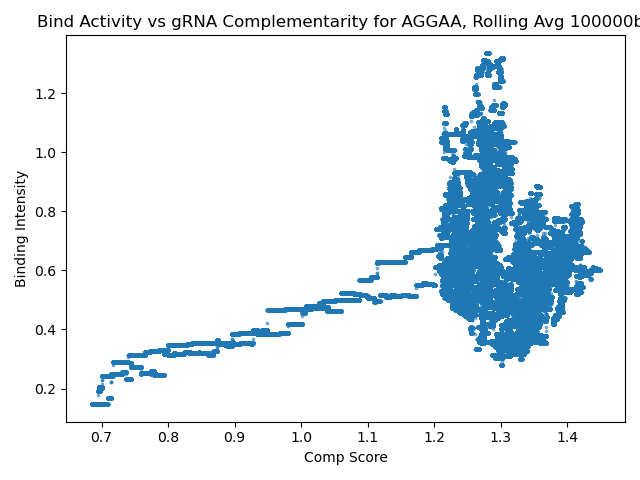 Bind Activity vs gRNA Complementarity for AGGAA, Rolling Avg 100000b
1.2
1.0
0.8
0.6
0.4
0.2
Binding Intensity
0.7 0.8 0.9 1.0 1.1 1.2 1.3 1.4
Comp Score